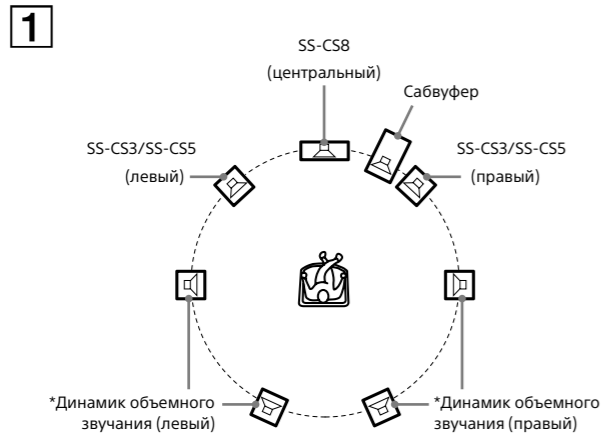 1
SS-CS8
(центральный)
Сабвуфер
SS-CS3/SS-CS5
(левый)
SS-CS3/SS-CS5
(правый)
*Динамик объемного
звучания (левый)
*Динамик объемного
звучания (правый)